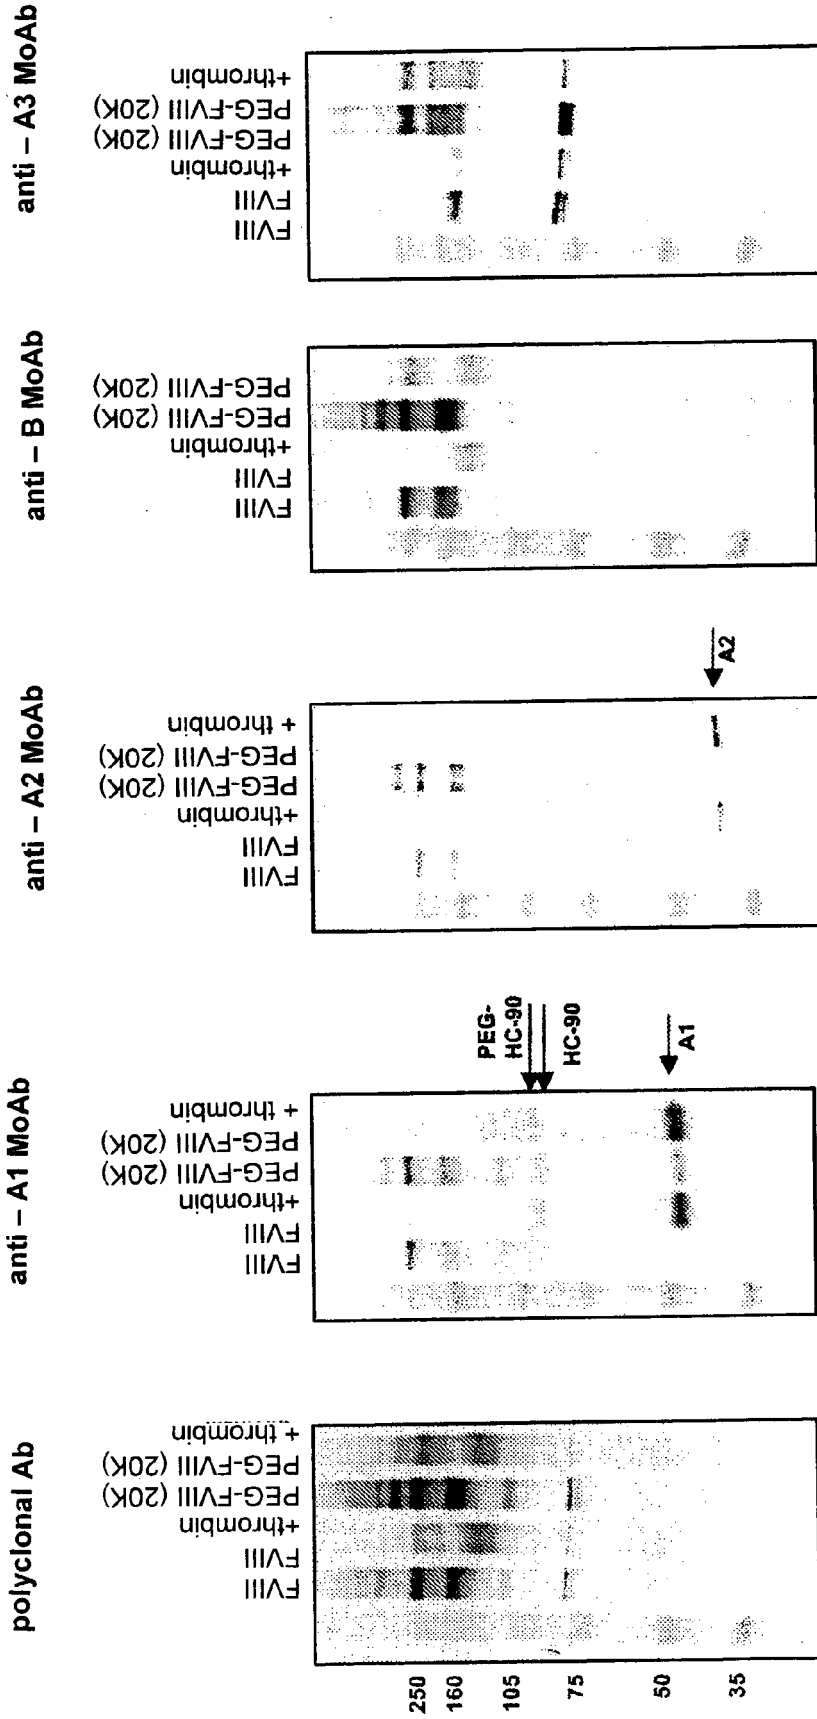 polyclonal Ab
FVIII
FVIII
+thrombin
PEG-FVIII (20K)
PEG-FVIII (20K)
+ thrombin
250
160
105
75
50
35
anti – A1 MoAb
FVIII
FVIII
+thrombin
PEG-FVIII (20K)
PEG-FVIII (20K)
+ thrombin
PEG-
HC-90
HC-90
A1
anti – A2 MoAb
FVIII
FVIII
+thrombin
PEG-FVIII (20K)
PEG-FVIII (20K)
+ thrombin
A2
anti – B MoAb
FVIII
FVIII
+thrombin
PEG-FVIII (20K)
PEG-FVIII (20K)
anti – A3 MoAb
FVIII
FVIII
+thrombin
PEG-FVIII (20K)
PEG-FVIII (20K)
+thrombin